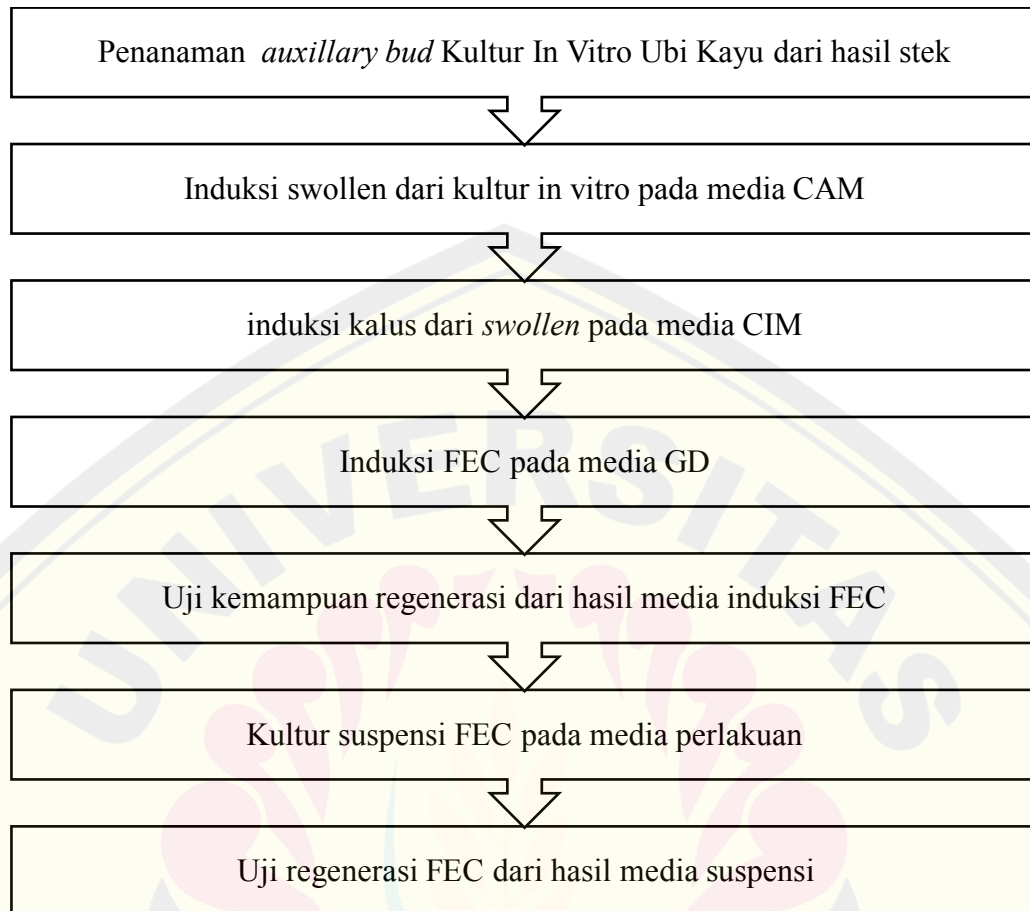 Penanaman auxillary bud Kultur In Vitro Ubi Kayu dari hasil stek
Induksi swollen dari kultur in vitro pada media CAM
induksi kalus dari swollen pada media CIM
Induksi FEC pada media GD
Uji kemampuan regenerasi dari hasil media induksi FEC
Kultur suspensi FEC pada media perlakuan
Uji regenerasi FEC dari hasil media suspensi
UNIVERSITAS